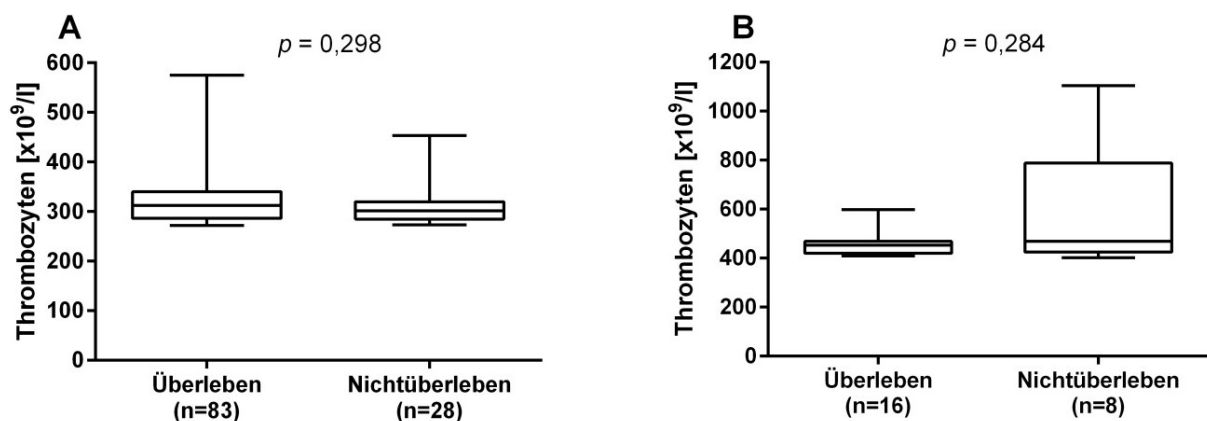 A
p = 0,298
Thrombozyten [x10⁹/l]
600
500
400
300
200
100
0
Überleben
(n=83)
Nichtüberleben
(n=28)
B
p = 0,284
Thrombozyten [x10⁹/l]
1200
1000
800
600
400
200
0
Überleben
(n=16)
Nichtüberleben
(n=8)